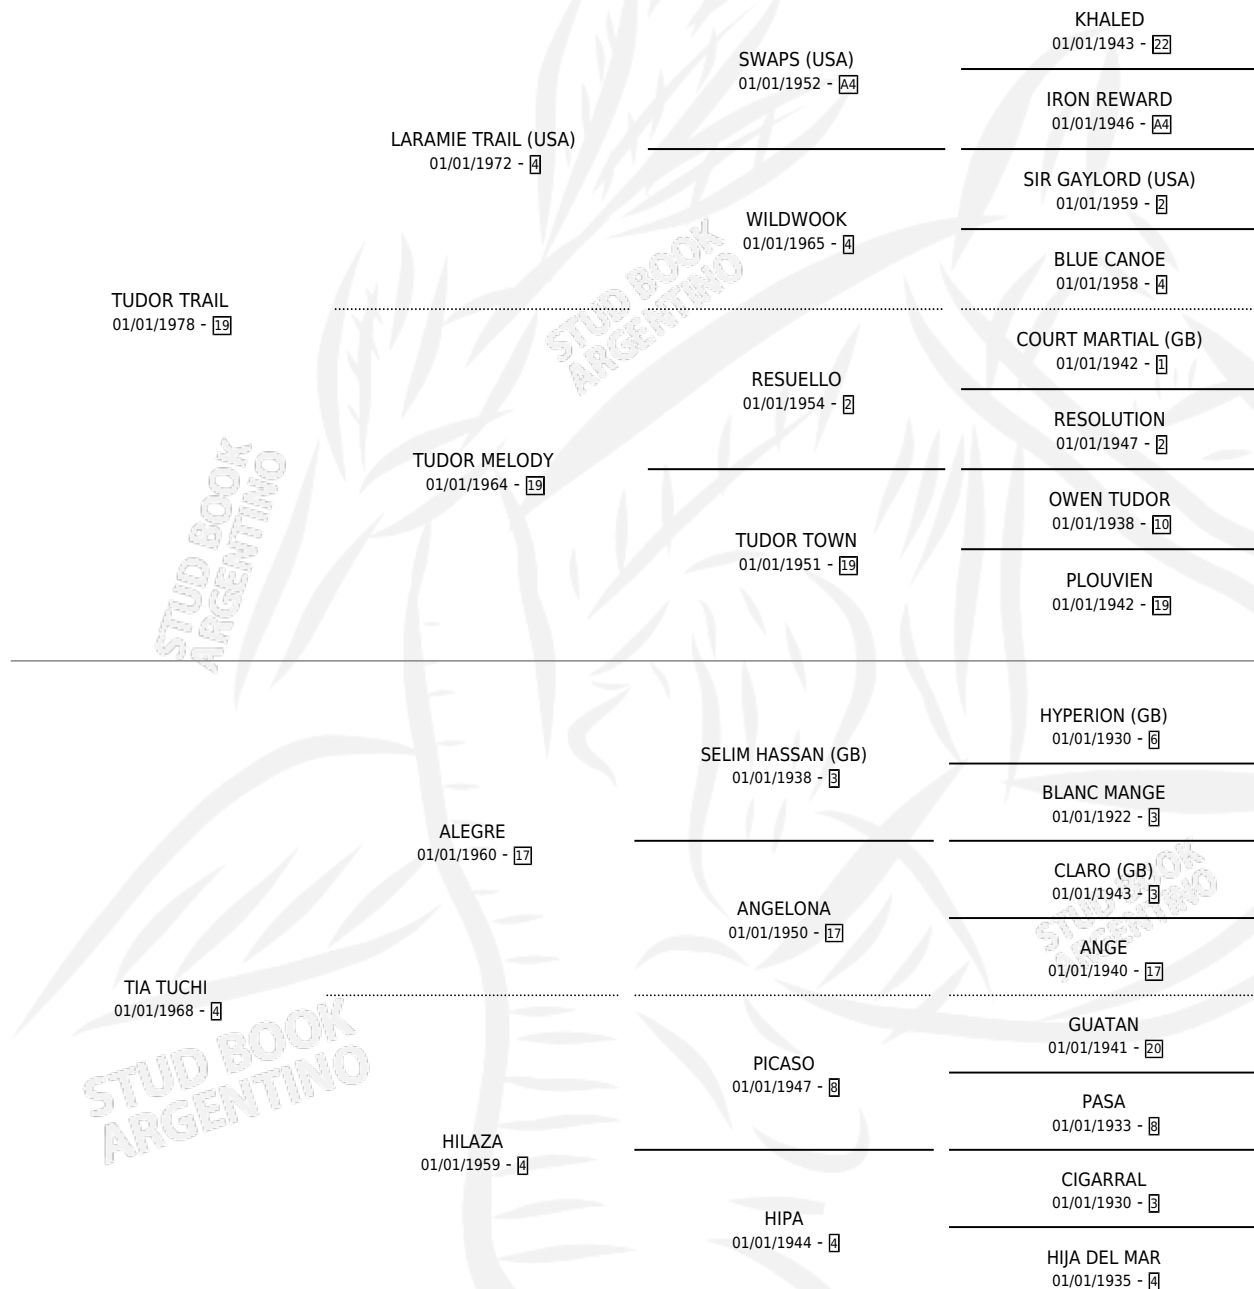 KHALED
01/01/1943 - 22
SWAPS (USA)
01/01/1952 - A4
IRON REWARD
01/01/1946 - A4
LARAMIE TRAIL (USA)
01/01/1972 - 4
SIR GAYLORD (USA)
01/01/1959 - 2
WILDWOOK
01/01/1965 - 4
BLUE CANOE
01/01/1958 - 4
TUDOR TRAIL
01/01/1978 - 19
COURT MARTIAL (GB)
01/01/1942 - 1
RESUELLO
01/01/1954 - 2
RESOLUTION
01/01/1947 - 2
TUDOR MELODY
01/01/1964 - 19
OWEN TUDOR
01/01/1938 - 10
TUDOR TOWN
01/01/1951 - 19
PLOUVIEN
01/01/1942 - 19
HYPERION (GB)
01/01/1930 - 6
SELIM HASSAN (GB)
01/01/1938 - 3
BLANC MANGE
01/01/1922 - 3
ALEGRE
01/01/1960 - 17
CLARO (GB)
01/01/1943 - 3
ANGELONA
01/01/1950 - 17
ANGE
01/01/1940 - 17
TIA TUCHI
01/01/1968 - 4
GUATAN
01/01/1941 - 20
PICASO
01/01/1947 - 8
PASA
01/01/1933 - 8
HILAZA
01/01/1959 - 4
CIGARRAL
01/01/1930 - 3
HIPA
01/01/1944 - 4
HIJA DEL MAR
01/01/1935 - 4
STUD BOOK
ARGENTINO
STUD BOOK
ARGENTINO
STUD BOOK
ARGENTINO
STUD BOOK
ARGENTINO